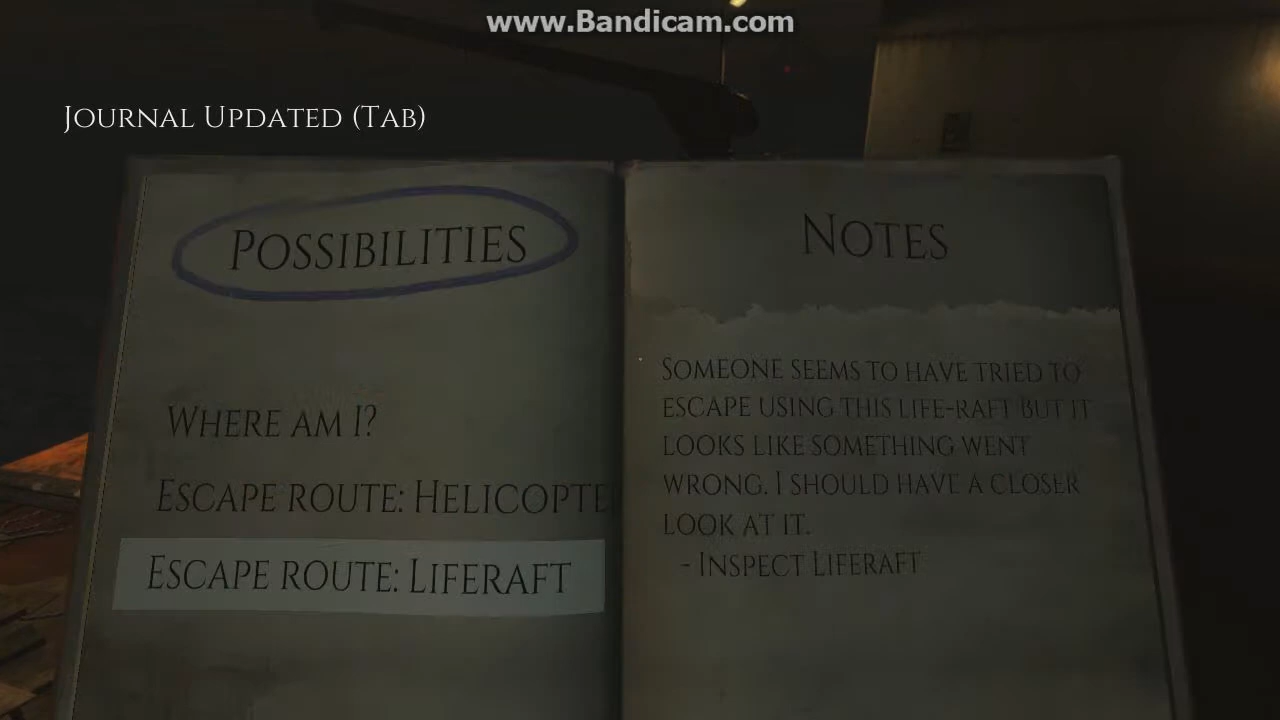 www.Bandicam.com
Journal Updated (Tab)
Possibilities
Where am I?
Escape route: Helicopte
Escape route: Liferaft
Notes
Someone seems to have tried to
escape using this life-raft but it
looks like something went
wrong. I should have a closer
look at it.
- Inspect Liferaft